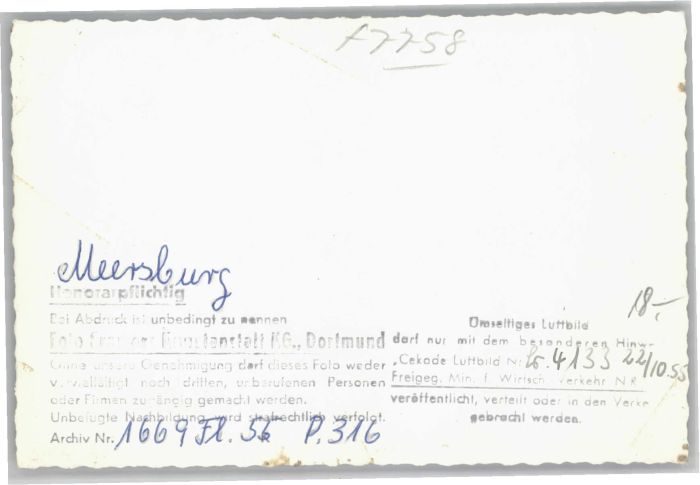 f 7758
Meersburg
Honorarpflichtig
Bei Abdruck ist unbedingt zu nennen
Foto Kunstanstalt KG., Dortmund
Ohne unsere Genehmigung darf dieses Foto weder
vervielfältigt noch dritten, unberufenen Personen
oder Firmen zugängig gemacht werden.
Unbefugte Nachbildung wird strafrechtlich verfolgt.
Archiv Nr. 1669 Fl. 56 P. 316
18,-
Umseitiges Luftbild
darf nur mit dem besonderen Hinw-
„Cekade Luftbild Nr. 4133 22/10.55
Freigeg. Min. f. Wirtsch. Verkehr N R
veröffentlicht, verteilt oder in den Verke
gebracht werden.